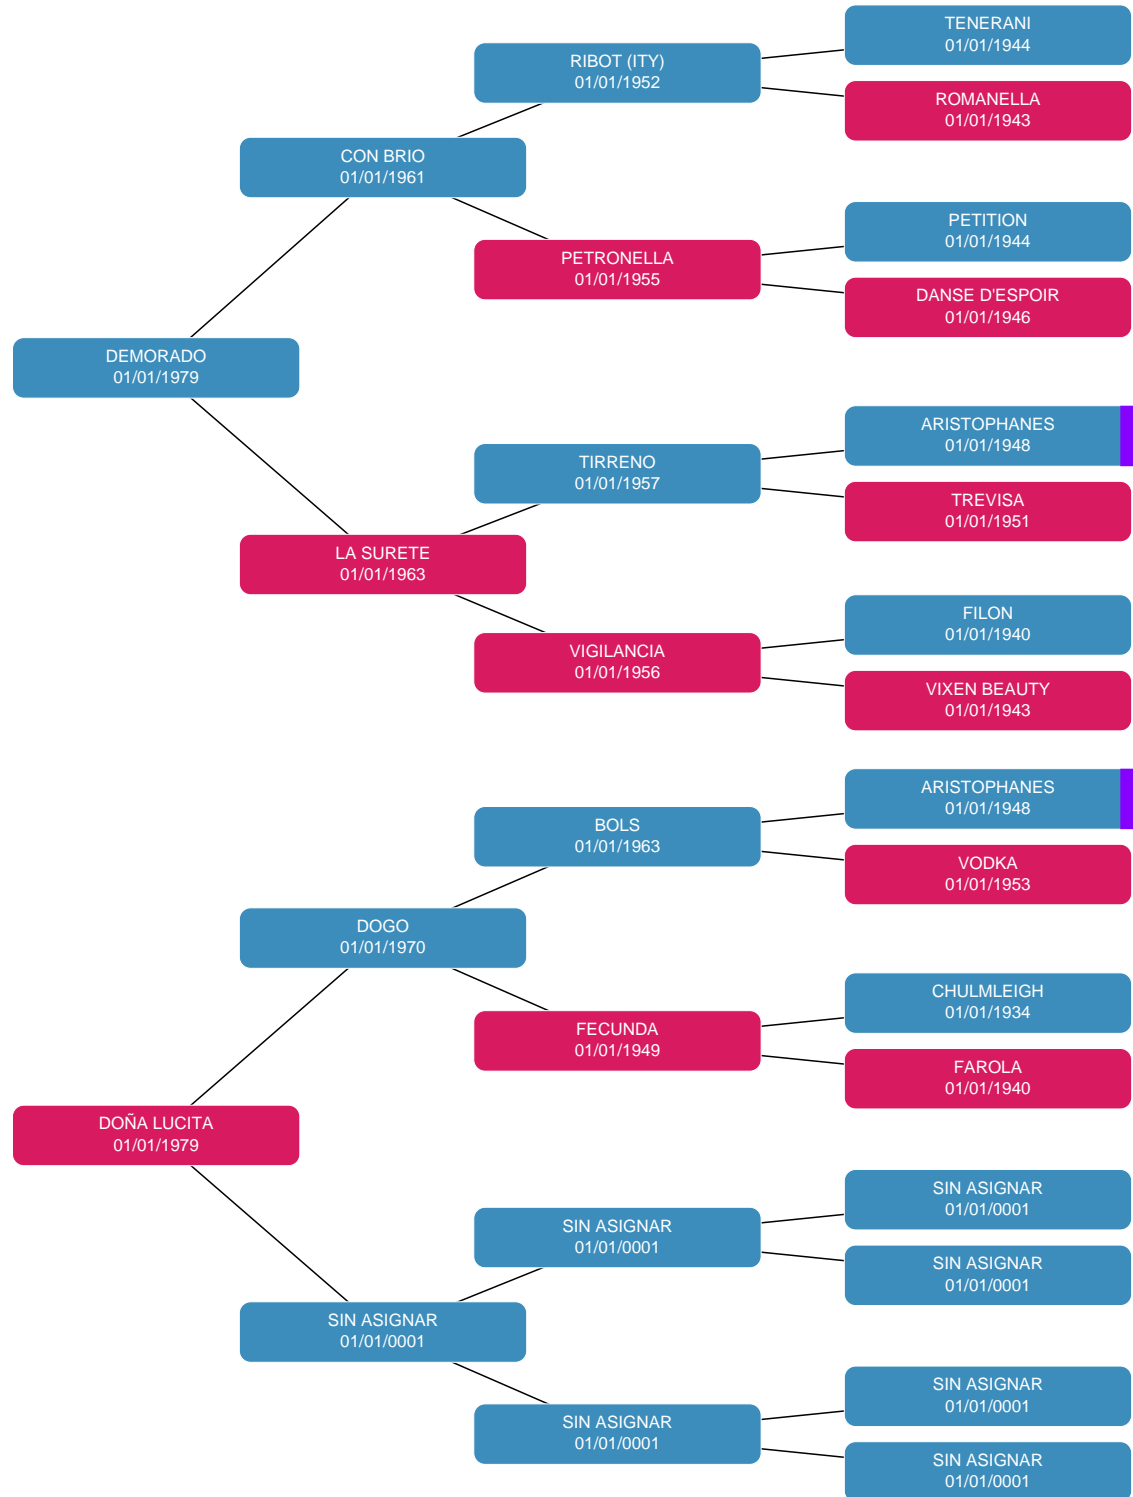 TENERANI
01/01/1944
RIBOT (ITY)
01/01/1952
ROMANELLA
01/01/1943
CON BRIO
01/01/1961
PETITION
01/01/1944
PETRONELLA
01/01/1955
DANSE D'ESPOIR
01/01/1946
DEMORADO
01/01/1979
ARISTOPHANES
01/01/1948
TIRRENO
01/01/1957
TREVISA
01/01/1951
LA SURETE
01/01/1963
FILON
01/01/1940
VIGILANCIA
01/01/1956
VIXEN BEAUTY
01/01/1943
ARISTOPHANES
01/01/1948
BOLS
01/01/1963
VODKA
01/01/1953
DOGO
01/01/1970
CHULMLEIGH
01/01/1934
FECUNDA
01/01/1949
FAROLA
01/01/1940
DOÑA LUCITA
01/01/1979
SIN ASIGNAR
01/01/0001
SIN ASIGNAR
01/01/0001
SIN ASIGNAR
01/01/0001
SIN ASIGNAR
01/01/0001
SIN ASIGNAR
01/01/0001
SIN ASIGNAR
01/01/0001
SIN ASIGNAR
01/01/0001